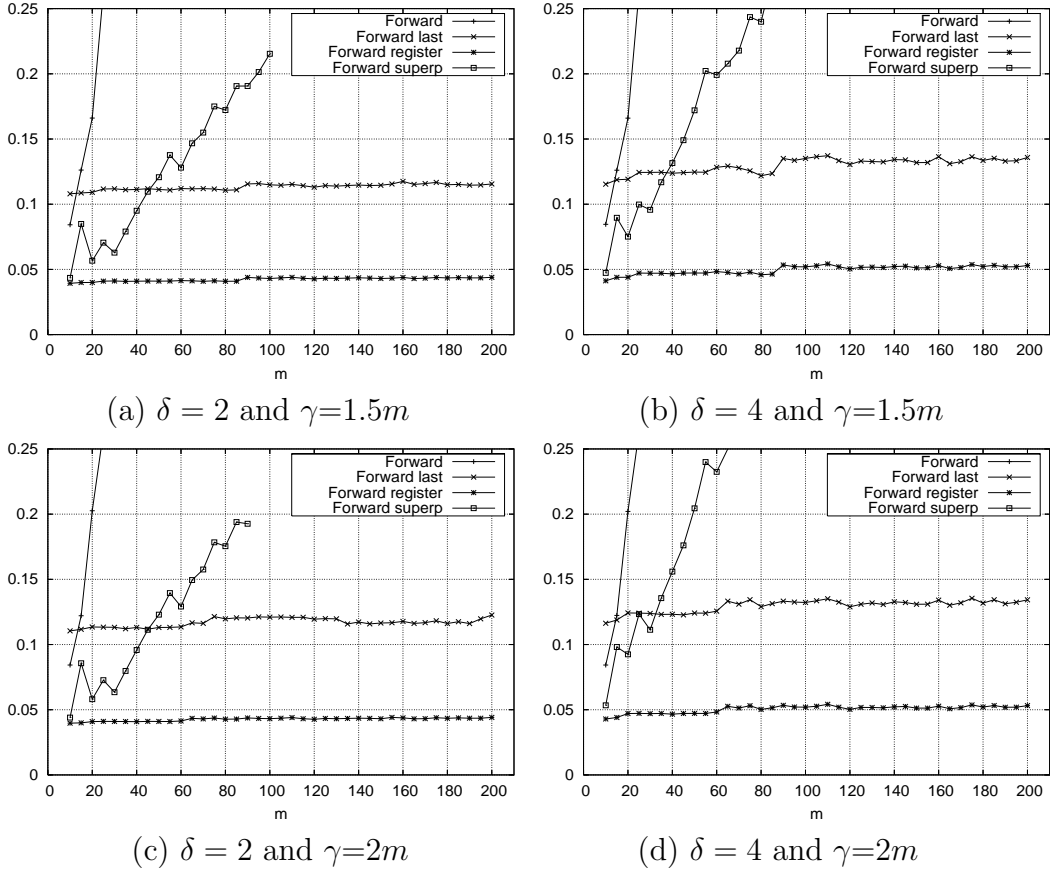 0.25
0.2
0.15
0.1
0.05
0
Forward
Forward last
Forward register
Forward superp
0 20 40 60 80 100 120 140 160 180 200
m
(a) δ = 2 and γ=1.5m
0.25
0.2
0.15
0.1
0.05
0
Forward
Forward last
Forward register
Forward superp
0 20 40 60 80 100 120 140 160 180 200
m
(b) δ = 4 and γ=1.5m
0.25
0.2
0.15
0.1
0.05
0
Forward
Forward last
Forward register
Forward superp
0 20 40 60 80 100 120 140 160 180 200
m
(c) δ = 2 and γ=2m
0.25
0.2
0.15
0.1
0.05
0
Forward
Forward last
Forward register
Forward superp
0 20 40 60 80 100 120 140 160 180 200
m
(d) δ = 4 and γ=2m